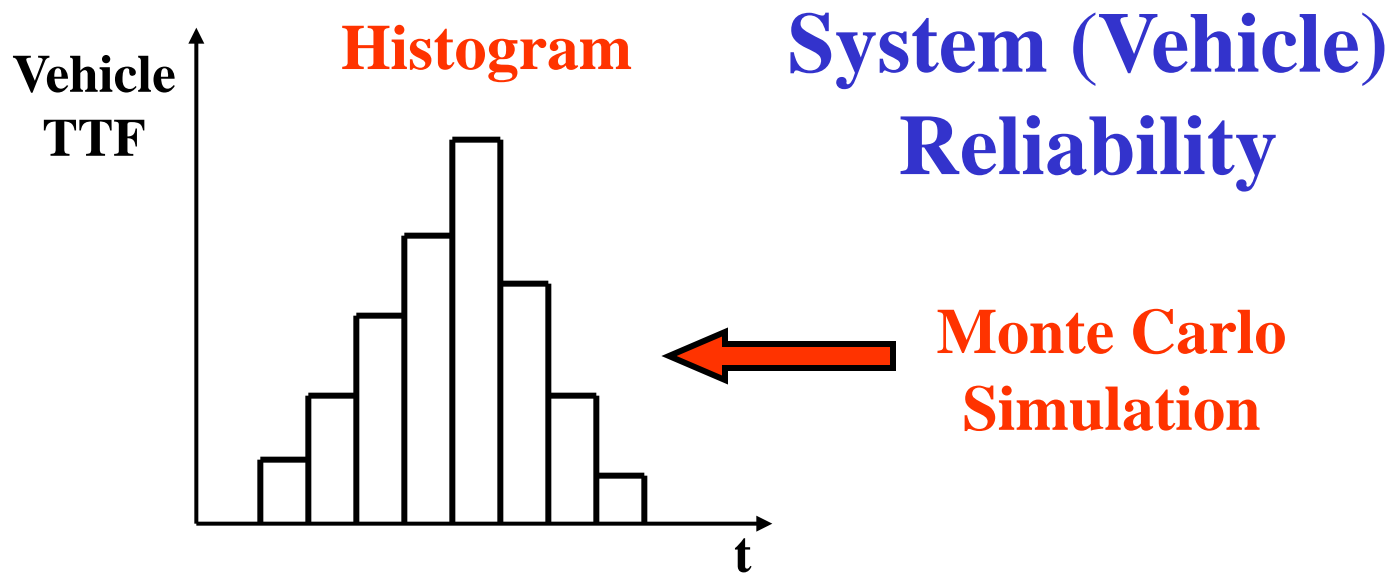 Histogram
System (Vehicle)
Reliability
Vehicle
TTF
Monte Carlo
Simulation
t